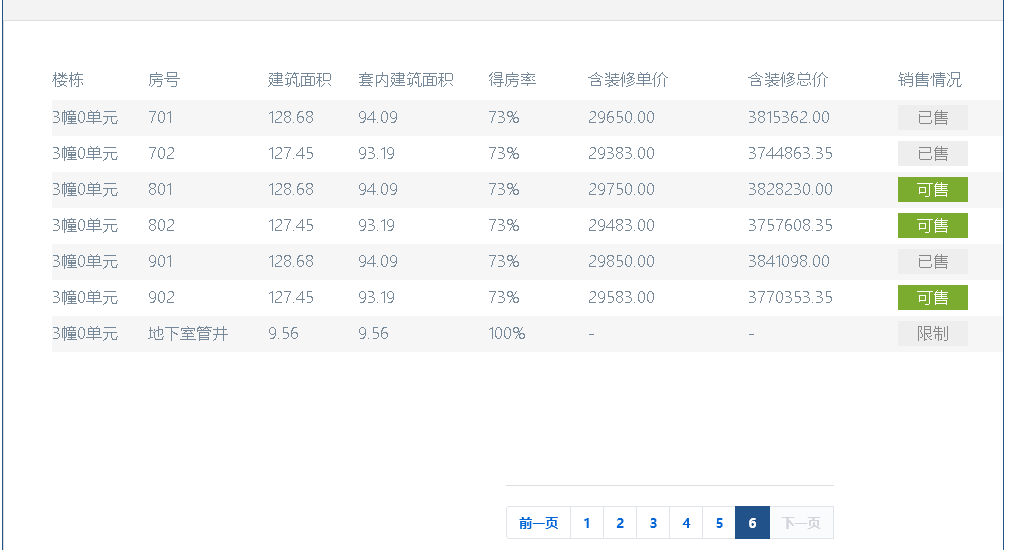 楼栋 房号 建筑面积 套内建筑面积 得房率 含装修单价 含装修总价 销售情况
3幢0单元 701 128.68 94.09 73% 29650.00 3815362.00 已售
3幢0单元 702 127.45 93.19 73% 29383.00 3744863.35 已售
3幢0单元 801 128.68 94.09 73% 29750.00 3828230.00 可售
3幢0单元 802 127.45 93.19 73% 29483.00 3757608.35 可售
3幢0单元 901 128.68 94.09 73% 29850.00 3841098.00 已售
3幢0单元 902 127.45 93.19 73% 29583.00 3770353.35 可售
3幢0单元 地下室管井 9.56 9.56 100% - - 限制
前一页 1 2 3 4 5 6 下一页